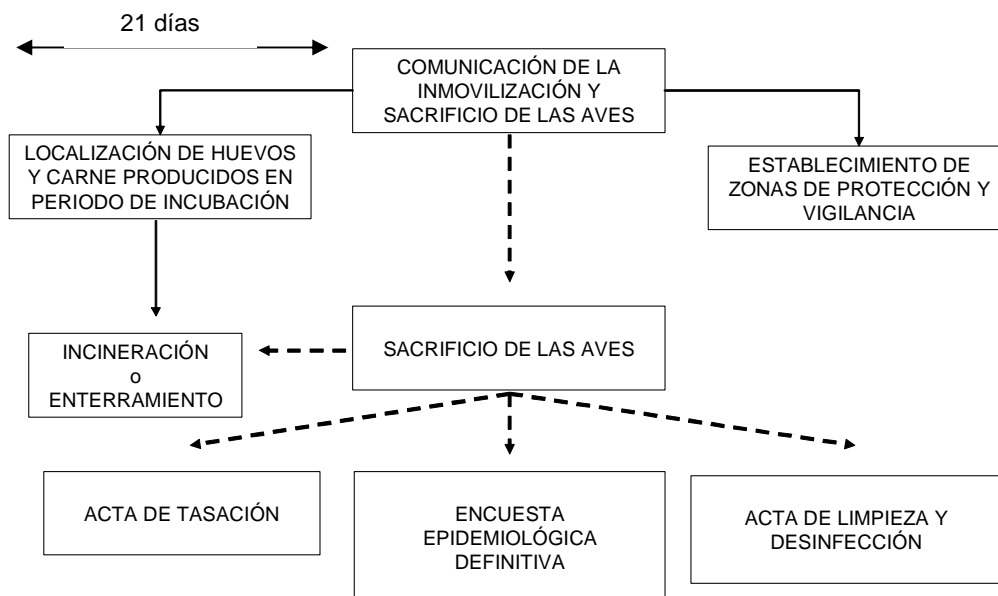 21 días
COMUNICACIÓN DE LA
INMOVILIZACIÓN Y
SACRIFICIO DE LAS AVES
LOCALIZACIÓN DE HUEVOS
Y CARNE PRODUCIDOS EN
PERIODO DE INCUBACIÓN
ESTABLECIMIENTO DE
ZONAS DE PROTECCIÓN Y
VIGILANCIA
INCINERACIÓN
o
ENTERRAMIENTO
SACRIFICIO DE LAS AVES
ACTA DE TASACIÓN
ENCUESTA
EPIDEMIOLÓGICA
DEFINITIVA
ACTA DE LIMPIEZA Y
DESINFECCIÓN